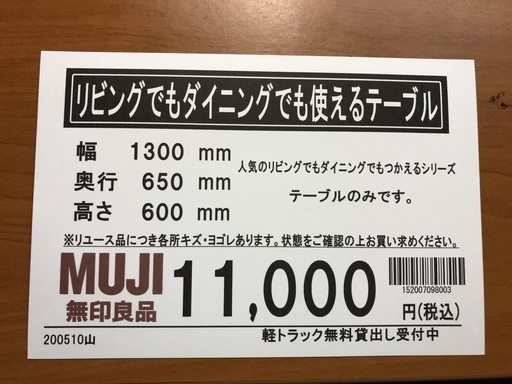 リビングでもダイニングでも使えるテーブル
幅 1300 mm
奥行 650 mm
高さ 600 mm
人気のリビングでもダイニングでもつかえるシリーズ
テーブルのみです。
※リユース品につき各所キズ・ヨゴレあります。状態をご確認の上お買い求めください。
MUJI
無印良品
11,000
円(税込)
152007098003
200510山
軽トラック無料貸出し受付中